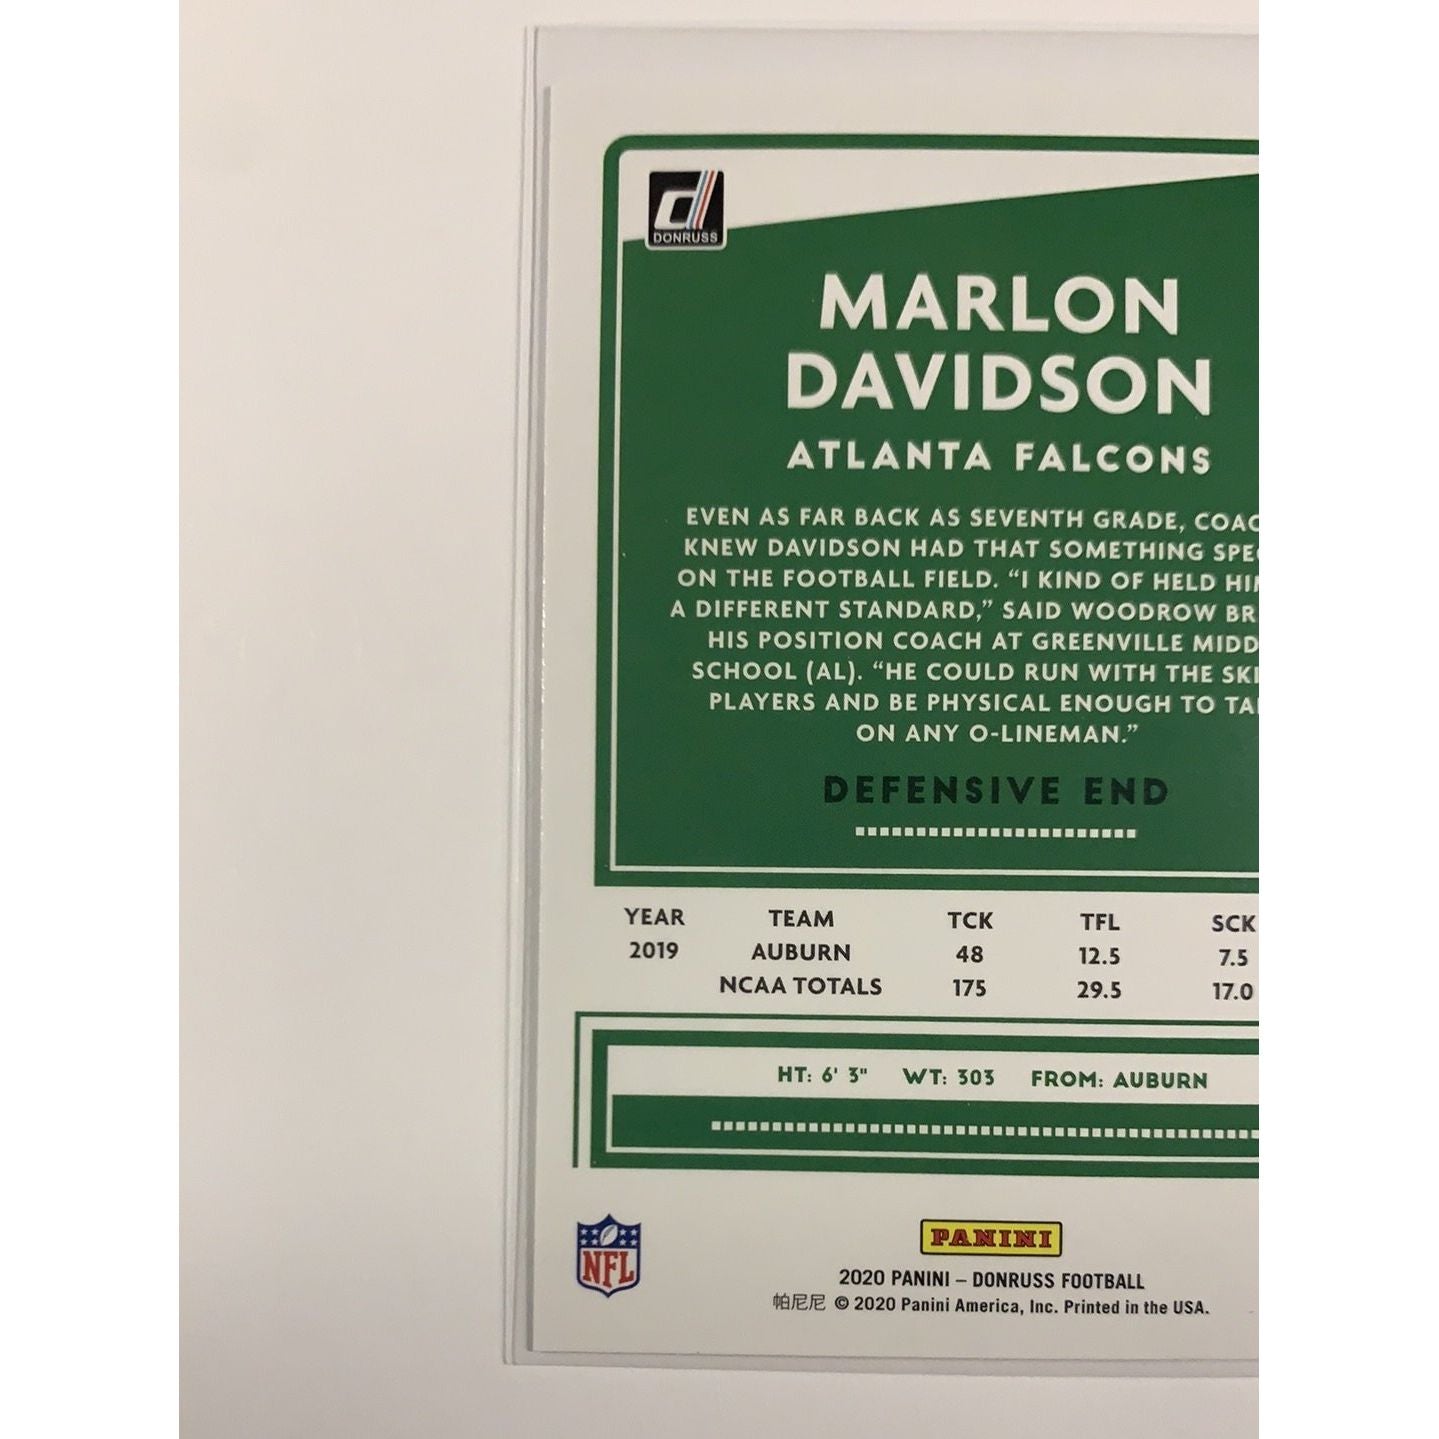 DONRUSS
MARLON
DAVIDSON
ATLANTA FALCONS
EVEN AS FAR BACK AS SEVENTH GRADE,
KNEW DAVIDSON HAD THAT SOMETHING
ON THE FOOTBALL FIELD. “I KIND OF HELD
A DIFFERENT STANDARD,” SAID WOODROW
HIS POSITION COACH AT GREENVILLE
SCHOOL (AL). “HE COULD RUN WITH THE
PLAYERS AND BE PHYSICAL ENOUGH TO
ON ANY O-LINEMAN.”
DEFENSIVE END
YEAR TEAM TCK TFL SCK
2019 AUBURN 48 12.5 7.5
NCAA TOTALS 175 29.5 17.0
HT: 6' 3" WT: 303 FROM: AUBURN
NFL
PANINI
2020 PANINI – DONRUSS FOOTBALL
帕尼尼 © 2020 Panini America, Inc. Printed in the USA.